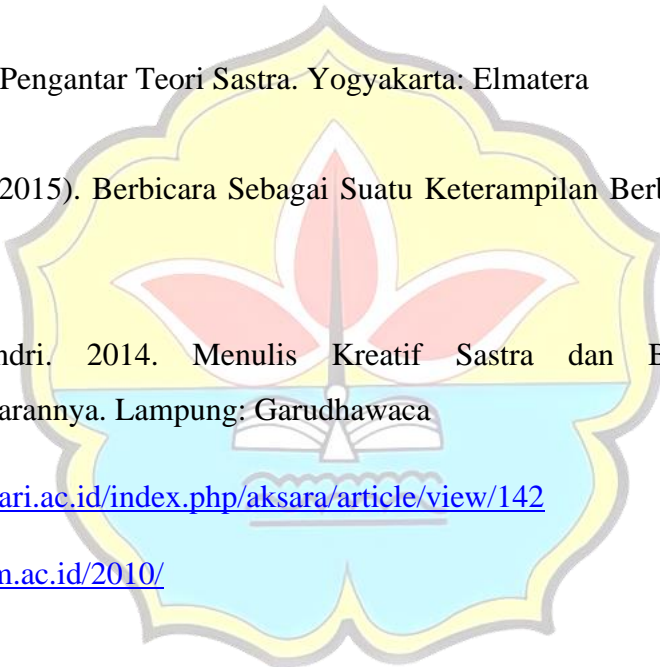 Pengantar Teori Sastra. Yogyakarta: Elmatera
2015). Berbicara Sebagai Suatu Keterampilan Berb
ndri. 2014. Menulis Kreatif Sastra dan B
arannya. Lampung: Garudhawaca
ari.ac.id/index.php/aksara/article/view/142
m.ac.id/2010/